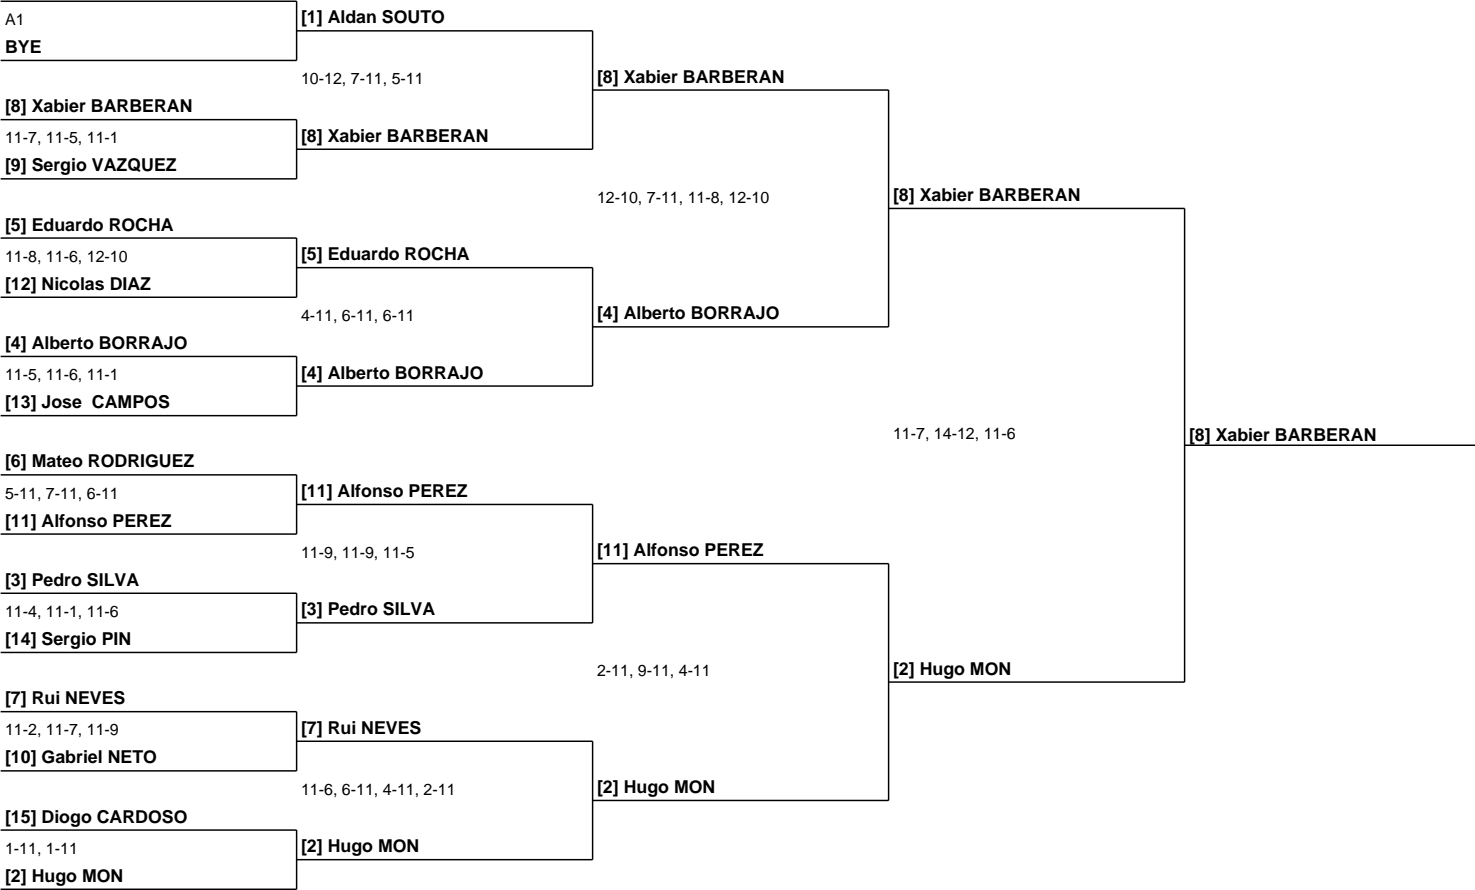 A1
BYE
[8] Xabier BARBERAN
11-7, 11-5, 11-1
[9] Sergio VAZQUEZ
[5] Eduardo ROCHA
11-8, 11-6, 12-10
[12] Nicolas DIAZ
[4] Alberto BORRAJO
11-5, 11-6, 11-1
[13] Jose  CAMPOS
[6] Mateo RODRIGUEZ
5-11, 7-11, 6-11
[11] Alfonso PEREZ
[3] Pedro SILVA
11-4, 11-1, 11-6
[14] Sergio PIN
[7] Rui NEVES
11-2, 11-7, 11-9
[10] Gabriel NETO
[15] Diogo CARDOSO
1-11, 1-11
[2] Hugo MON
[1] Aldan SOUTO
10-12, 7-11, 5-11
[8] Xabier BARBERAN
[5] Eduardo ROCHA
4-11, 6-11, 6-11
[4] Alberto BORRAJO
[11] Alfonso PEREZ
11-9, 11-9, 11-5
[3] Pedro SILVA
[7] Rui NEVES
11-6, 6-11, 4-11, 2-11
[2] Hugo MON
[8] Xabier BARBERAN
12-10, 7-11, 11-8, 12-10
[4] Alberto BORRAJO
[11] Alfonso PEREZ
2-11, 9-11, 4-11
[2] Hugo MON
[8] Xabier BARBERAN
11-7, 14-12, 11-6
[2] Hugo MON
[8] Xabier BARBERAN